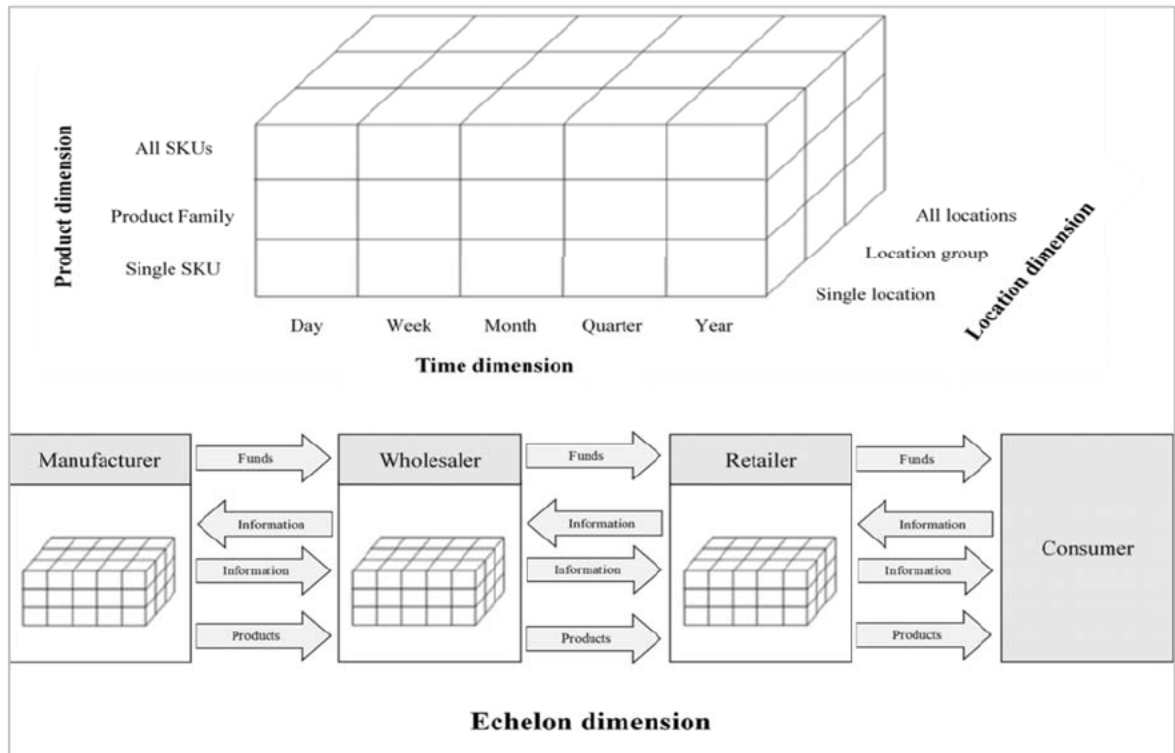 Product dimension
All SKUs
Product Family
Single SKU
Day Week Month Quarter Year
Time dimension
All locations
Location group
Single location
Location dimension
Manufacturer
Funds
Wholesaler
Funds
Retailer
Funds
Information
Information
Information
Consumer
Information
Information
Information
Products
Products
Products
Echelon dimension